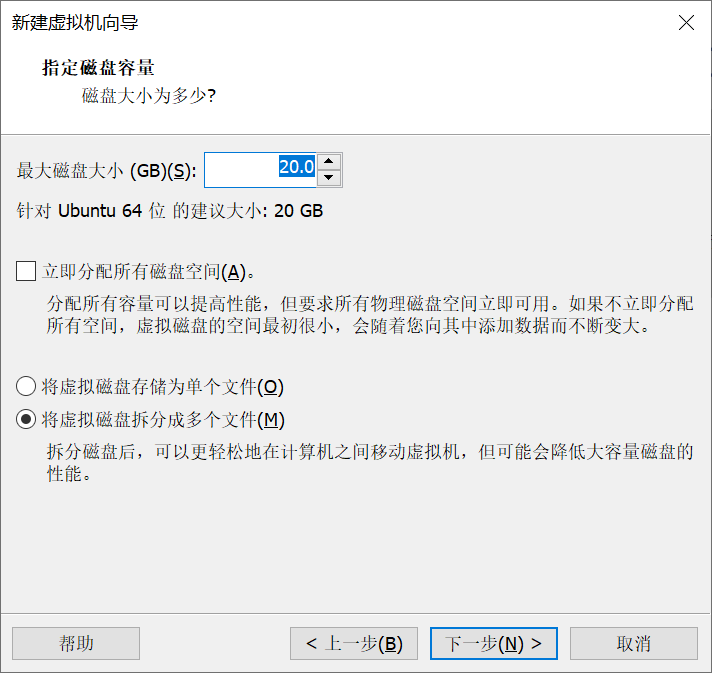 新建虚拟机向导
指定磁盘容量
磁盘大小为多少?
最大磁盘大小 (GB)(S): 20.0
针对 Ubuntu 64 位 的建议大小: 20 GB
立即分配所有磁盘空间(A)。
分配所有容量可以提高性能，但要求所有物理磁盘空间立即可用。如果不立即分配
所有空间，虚拟磁盘的空间最初很小，会随着您向其中添加数据而不断变大。
将虚拟磁盘存储为单个文件(O)
将虚拟磁盘拆分成多个文件(M)
拆分磁盘后，可以更轻松地在计算机之间移动虚拟机，但可能会降低大容量磁盘的
性能。
帮助 < 上一步(B) 下一步(N) > 取消